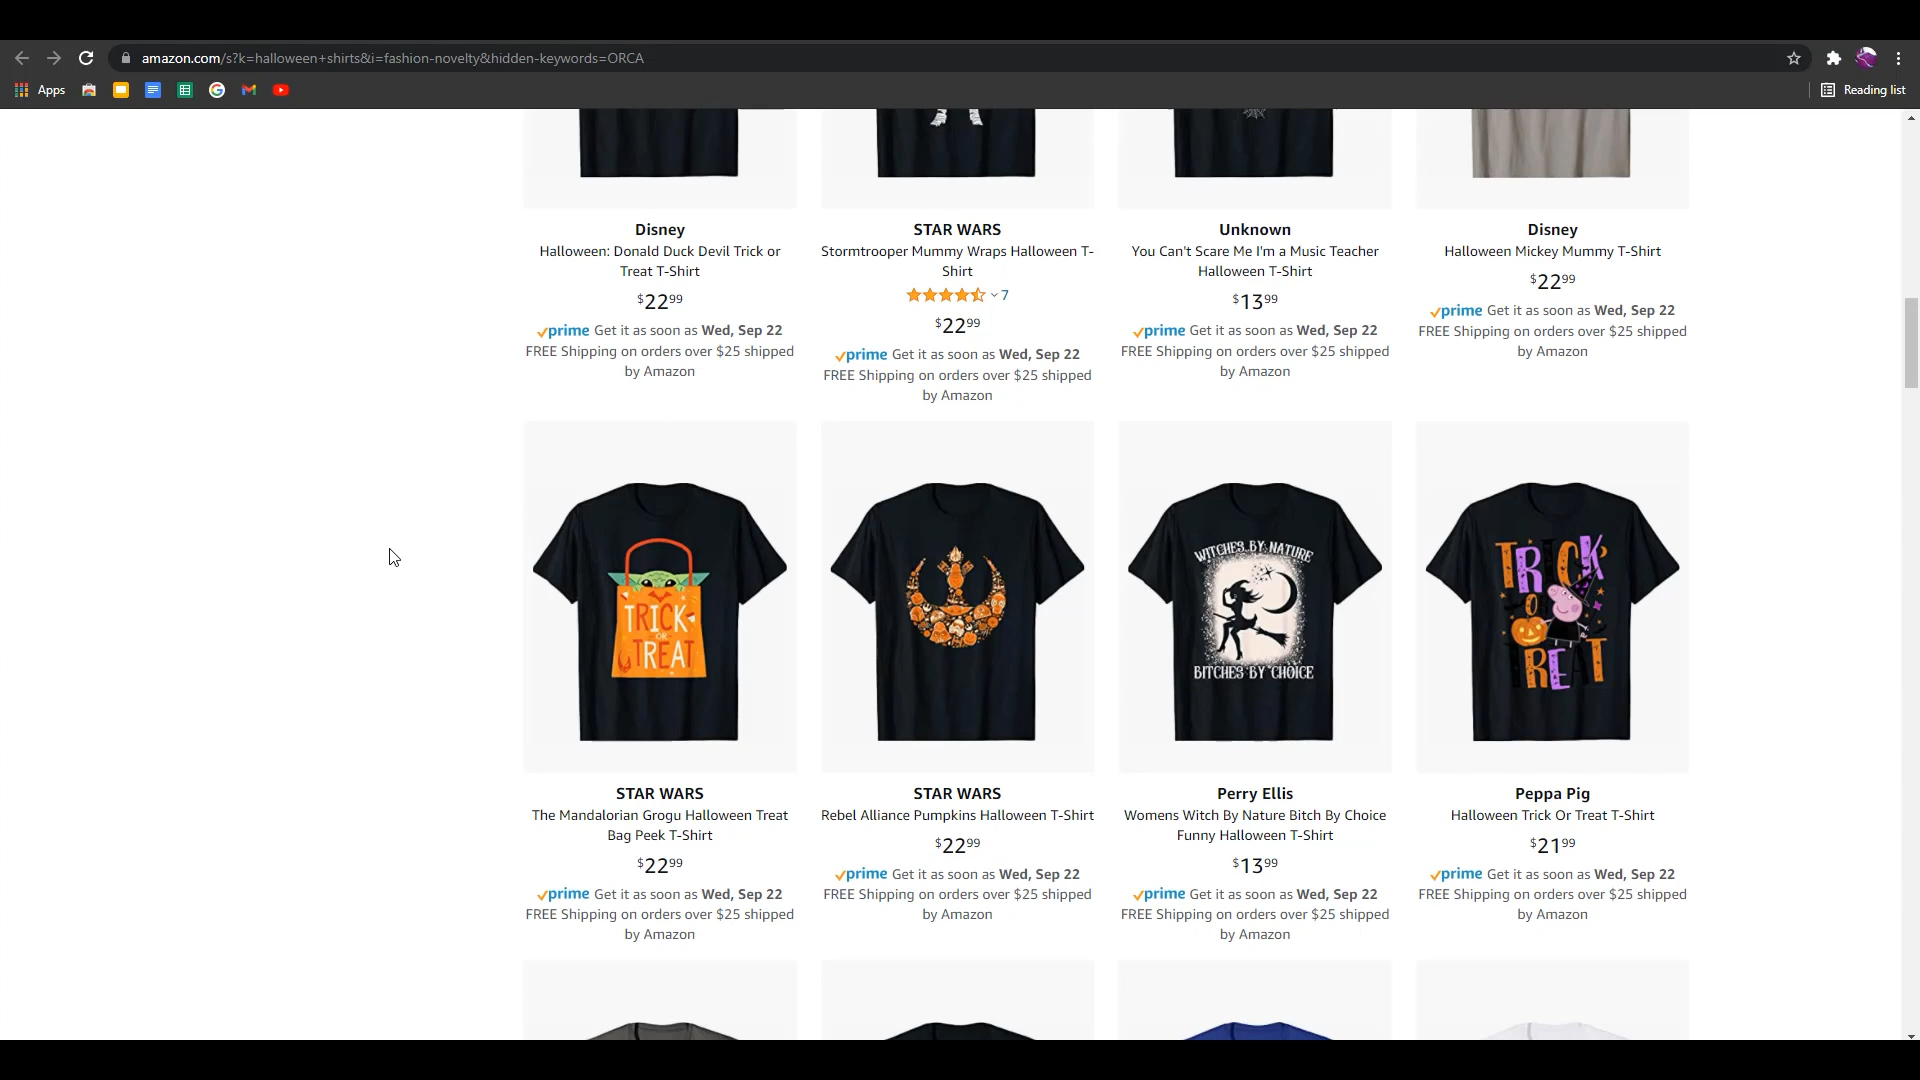 amazon.com/s?k=halloween+shirts&i=fashion-novelty&hidden-keywords=ORCA
Apps
Reading list
Disney
Halloween: Donald Duck Devil Trick or
Treat T-Shirt
$22.99
prime Get it as soon as Wed, Sep 22
FREE Shipping on orders over $25 shipped
by Amazon
STAR WARS
Stormtrooper Mummy Wraps Halloween T-
Shirt
7
$22.99
prime Get it as soon as Wed, Sep 22
FREE Shipping on orders over $25 shipped
by Amazon
Unknown
You Can't Scare Me I'm a Music Teacher
Halloween T-Shirt
$13.99
prime Get it as soon as Wed, Sep 22
FREE Shipping on orders over $25 shipped
by Amazon
Disney
Halloween Mickey Mummy T-Shirt
$22.99
prime Get it as soon as Wed, Sep 22
FREE Shipping on orders over $25 shipped
by Amazon
TRICK
OR
TREAT
WITCHES BY NATURE
BITCHES BY CHOICE
TRICK
OR
TREAT
STAR WARS
The Mandalorian Grogu Halloween Treat
Bag Peek T-Shirt
$22.99
prime Get it as soon as Wed, Sep 22
FREE Shipping on orders over $25 shipped
by Amazon
STAR WARS
Rebel Alliance Pumpkins Halloween T-Shirt
$22.99
prime Get it as soon as Wed, Sep 22
FREE Shipping on orders over $25 shipped
by Amazon
Perry Ellis
Womens Witch By Nature Bitch By Choice
Funny Halloween T-Shirt
$13.99
prime Get it as soon as Wed, Sep 22
FREE Shipping on orders over $25 shipped
by Amazon
Peppa Pig
Halloween Trick Or Treat T-Shirt
$21.99
prime Get it as soon as Wed, Sep 22
FREE Shipping on orders over $25 shipped
by Amazon